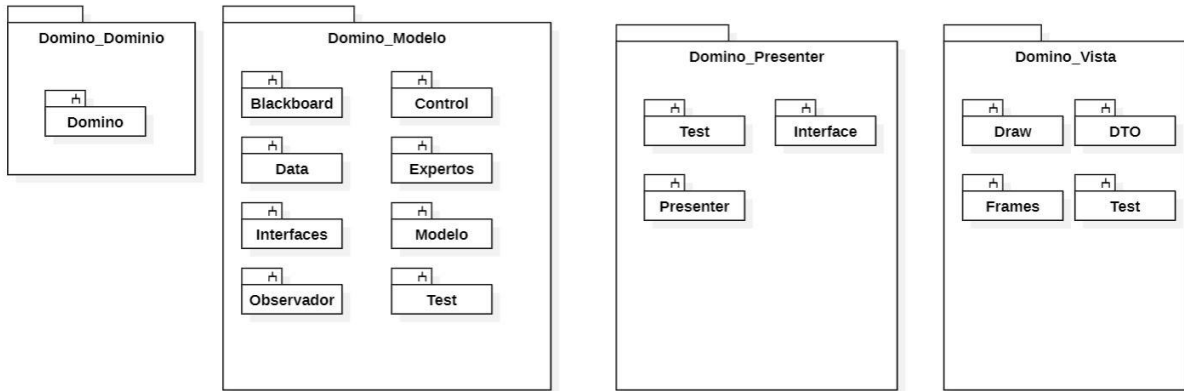 Domino_Dominio
Domino
Domino_Modelo
Blackboard
Control
Data
Expertos
Interfaces
Modelo
Observador
Test
Domino_Presenter
Test
Interface
Presenter
Domino_Vista
Draw
DTO
Frames
Test